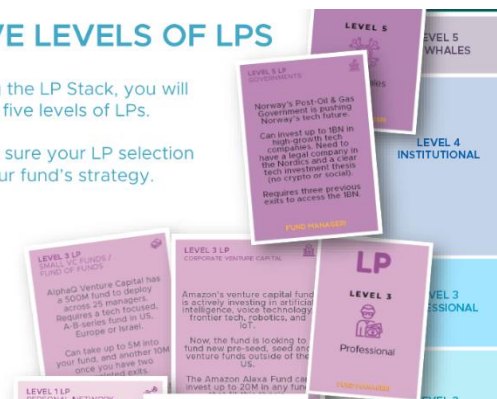 VE LEVELS OF LPS
the LP Stack, you will
five levels of LPs.
sure your LP selection
ur fund's strategy.
LEVEL 5
LEVEL 5
WHALES
LEVEL 5 LP
GOVERNMENTS
Norway's Post-Oil & Gas
Government is pushing
Norway's tech future.
Can invest up to 1BN in
high-growth tech
companies. Need to
have a legal company in
the Nordics and a clear
tech investment thesis
(no crypto or social).
Requires three previous
exits to access the 1BN.
FUND MANAGER
LEVEL 4
INSTITUTIONAL
LEVEL 3 LP
SMALL VC FUNDS /
FUND OF FUNDS
AlphaQ Venture Capital has
a 500M fund to deploy
across 25 managers.
Requires a tech focused,
A-B-series fund in US,
Europe or Israel.
Can take up to 5M into
your fund, and another 10M
once you have two
exits.
LEVEL 3 LP
CORPORATE VENTURE CAPITAL
Amazon's venture capital fund
is actively investing in artificial
intelligence, voice technology,
frontier tech, robotics, and
IoT.
Now, the fund is looking to
fund new pre-seed, seed and
venture funds outside of the
US.
The Amazon Alexa Fund can
invest up to 20M in any fund
LP
LEVEL 3
Professional
VEL 3
ESSIONAL
LEVEL 1 LP
PERSONAL NETWORK